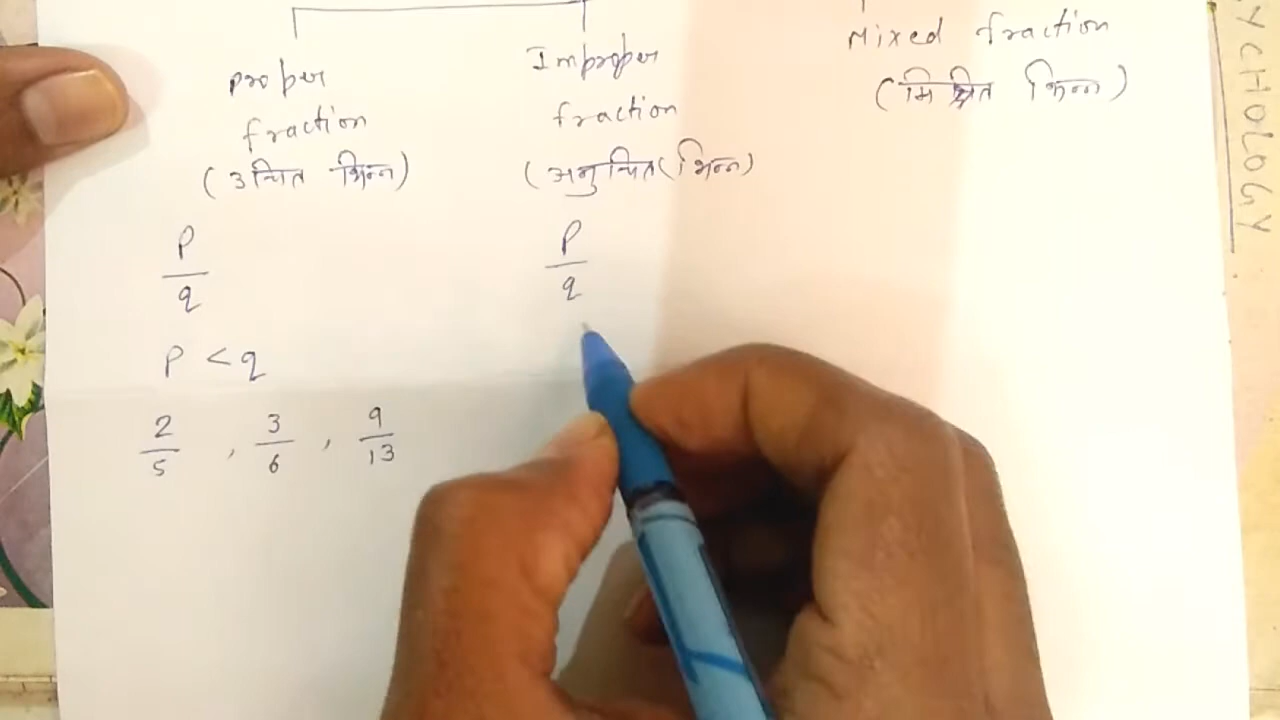 proper
fraction
(उचित भिन्न)
P
q
P < q
2/5 , 3/6 , 9/13
Improper
fraction
(अनुचित (भिन्न)
P
q
Mixed fraction
(मिश्रित भिन्न)
YCHOLOGY